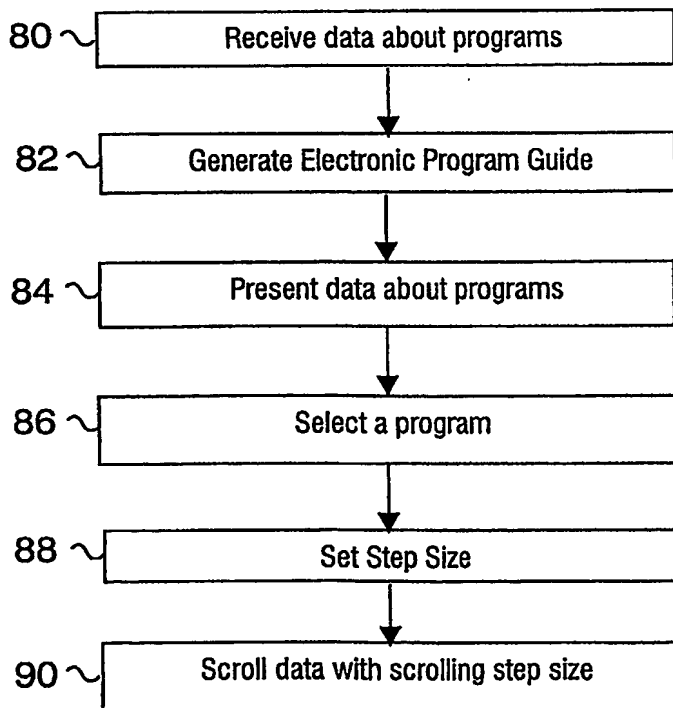 80 Receive data about programs
82 Generate Electronic Program Guide
84 Present data about programs
86 Select a program
88 Set Step Size
90 Scroll data with scrolling step size